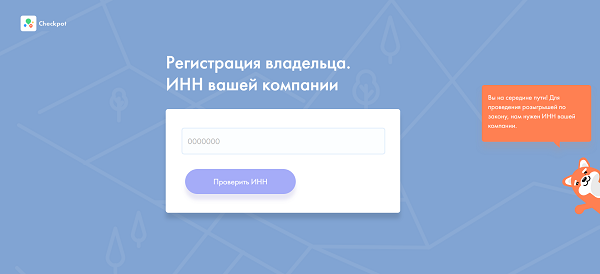 Checkpot
Регистрация владельца.
ИНН вашей компании
Вы на середине пути! Для
проведения розыгрышей по
закону, нам нужен ИНН вашей
компании.
0000000
Проверить ИНН